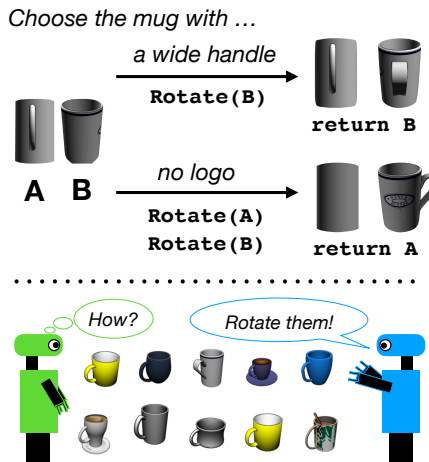 Choose the mug with ...
a wide handle
Rotate(B)
return B
A B
no logo
Rotate(A)
Rotate(B)
return A
How?
Rotate them!